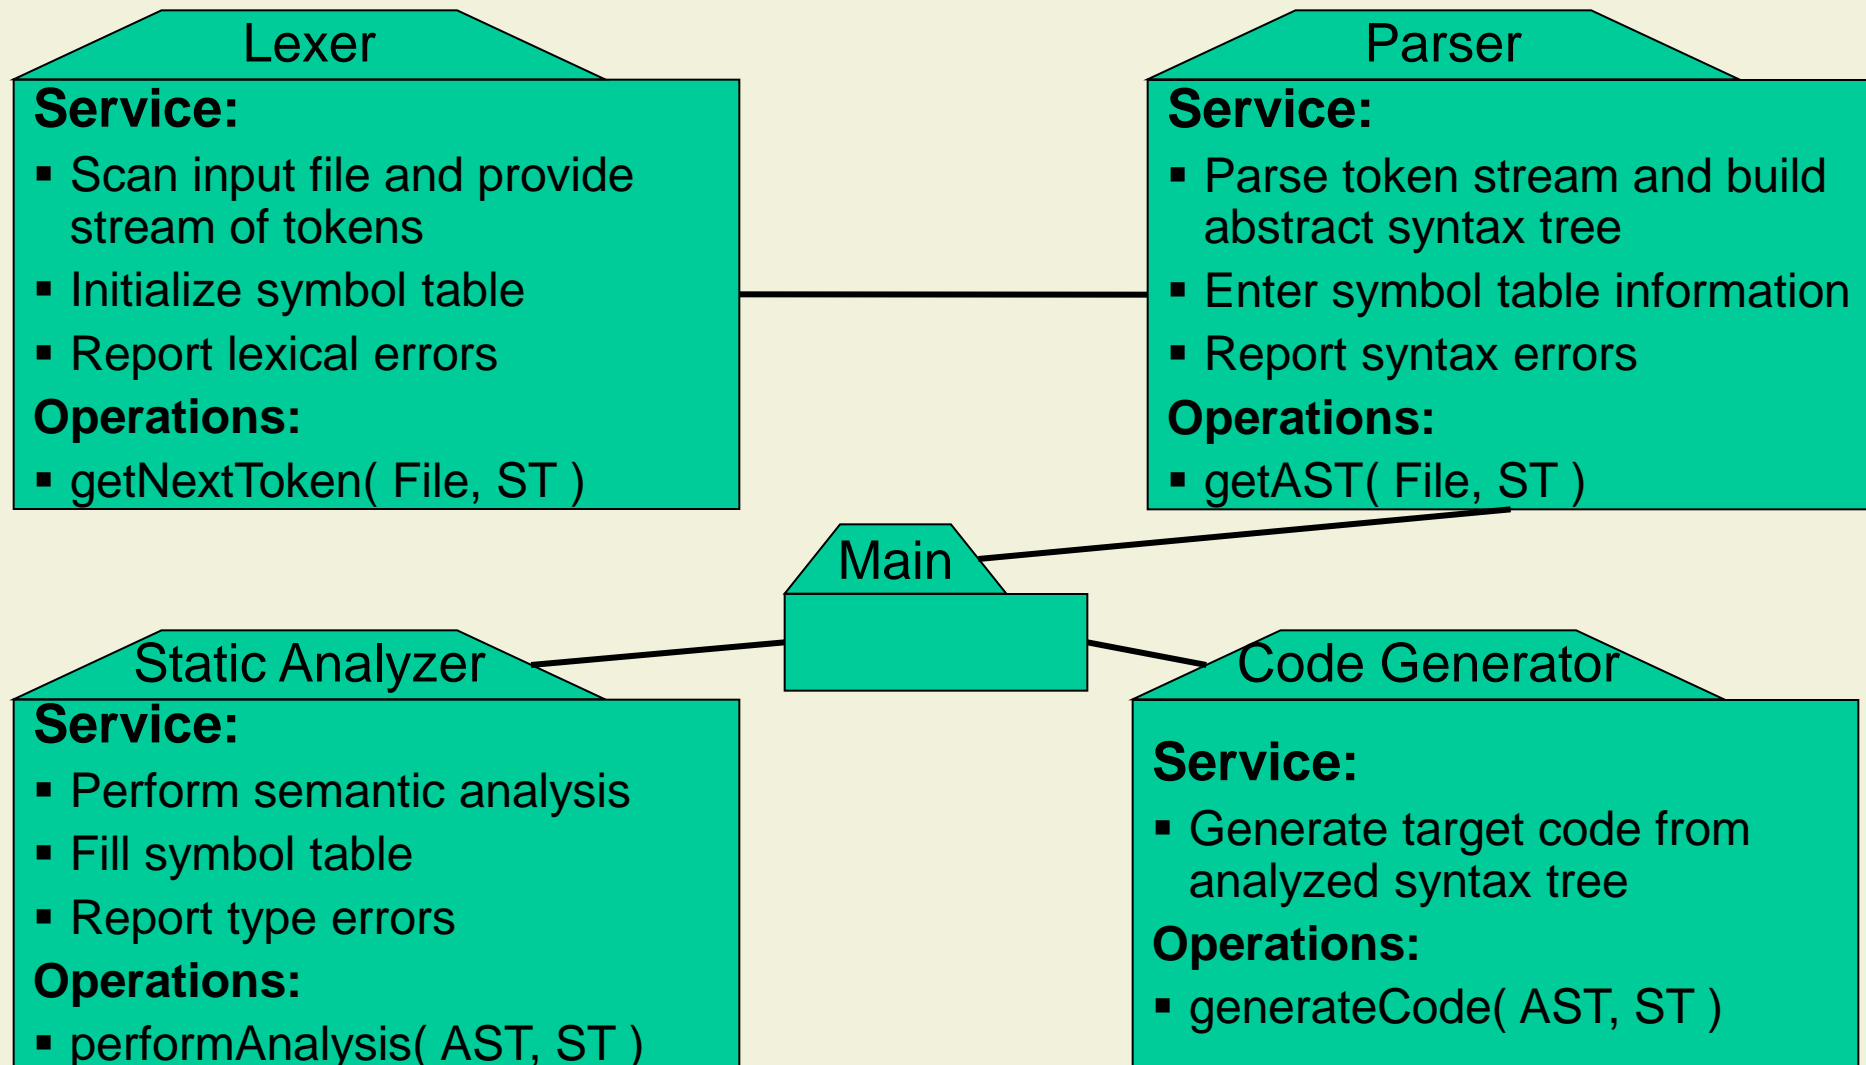 Lexer
Service:
▪ Scan input file and provide
stream of tokens
▪ Initialize symbol table
▪ Report lexical errors
Operations:
▪ getNextToken( File, ST )
Parser
Service:
▪ Parse token stream and build
abstract syntax tree
▪ Enter symbol table information
▪ Report syntax errors
Operations:
▪ getAST( File, ST )
Main
Static Analyzer
Service:
▪ Perform semantic analysis
▪ Fill symbol table
▪ Report type errors
Operations:
▪ performAnalysis( AST, ST )
Code Generator
Service:
▪ Generate target code from
analyzed syntax tree
Operations:
▪ generateCode( AST, ST )